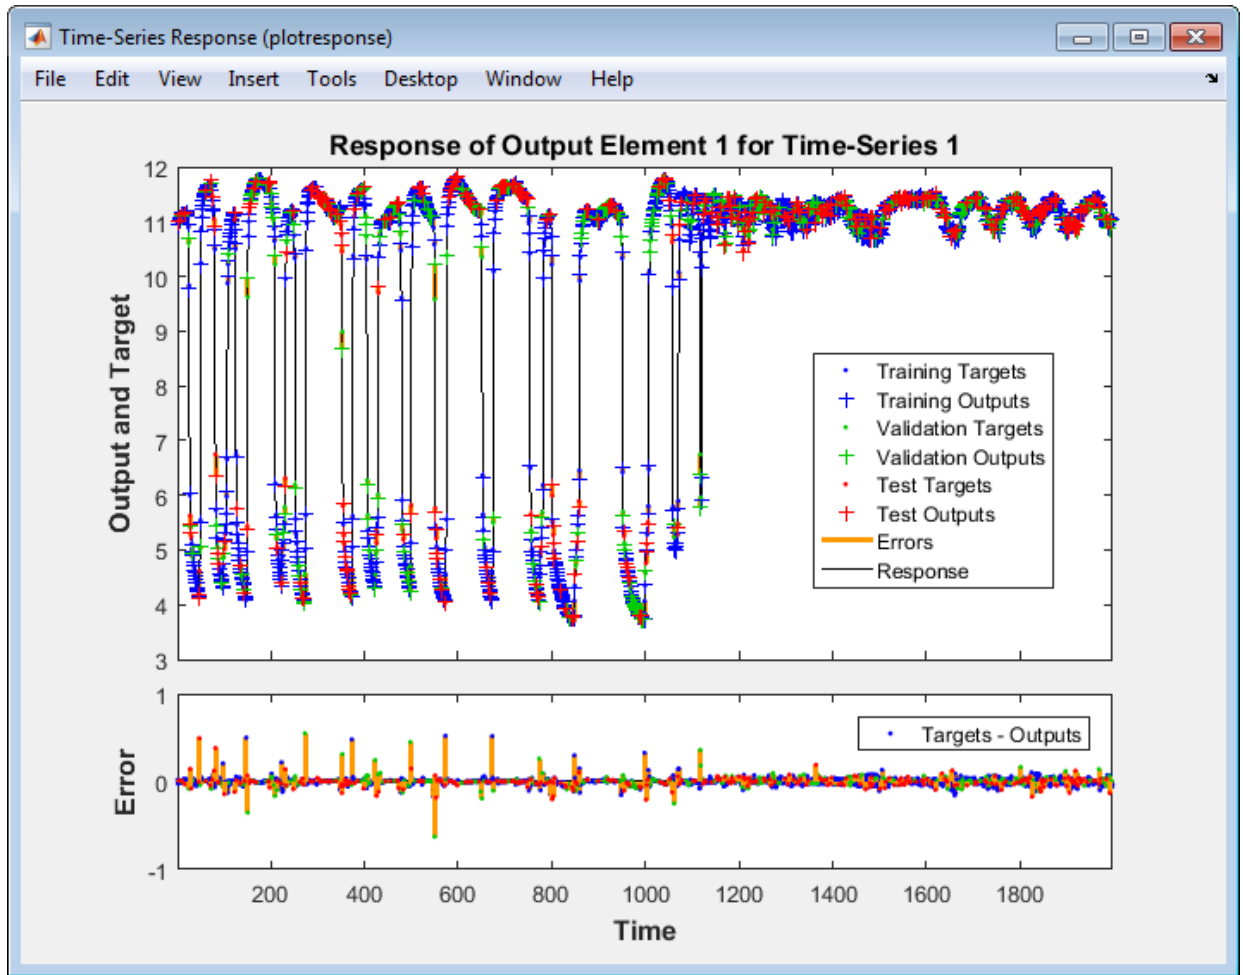 Time-Series Response (plotresponse)
File Edit View Insert Tools Desktop Window Help
Response of Output Element 1 for Time-Series 1
Output and Target
12
11
10
9
8
7
6
5
4
3
Training Targets
Training Outputs
Validation Targets
Validation Outputs
Test Targets
Test Outputs
Errors
Response
Error
1
0
-1
Targets - Outputs
200 400 600 800 1000 1200 1400 1600 1800
Time